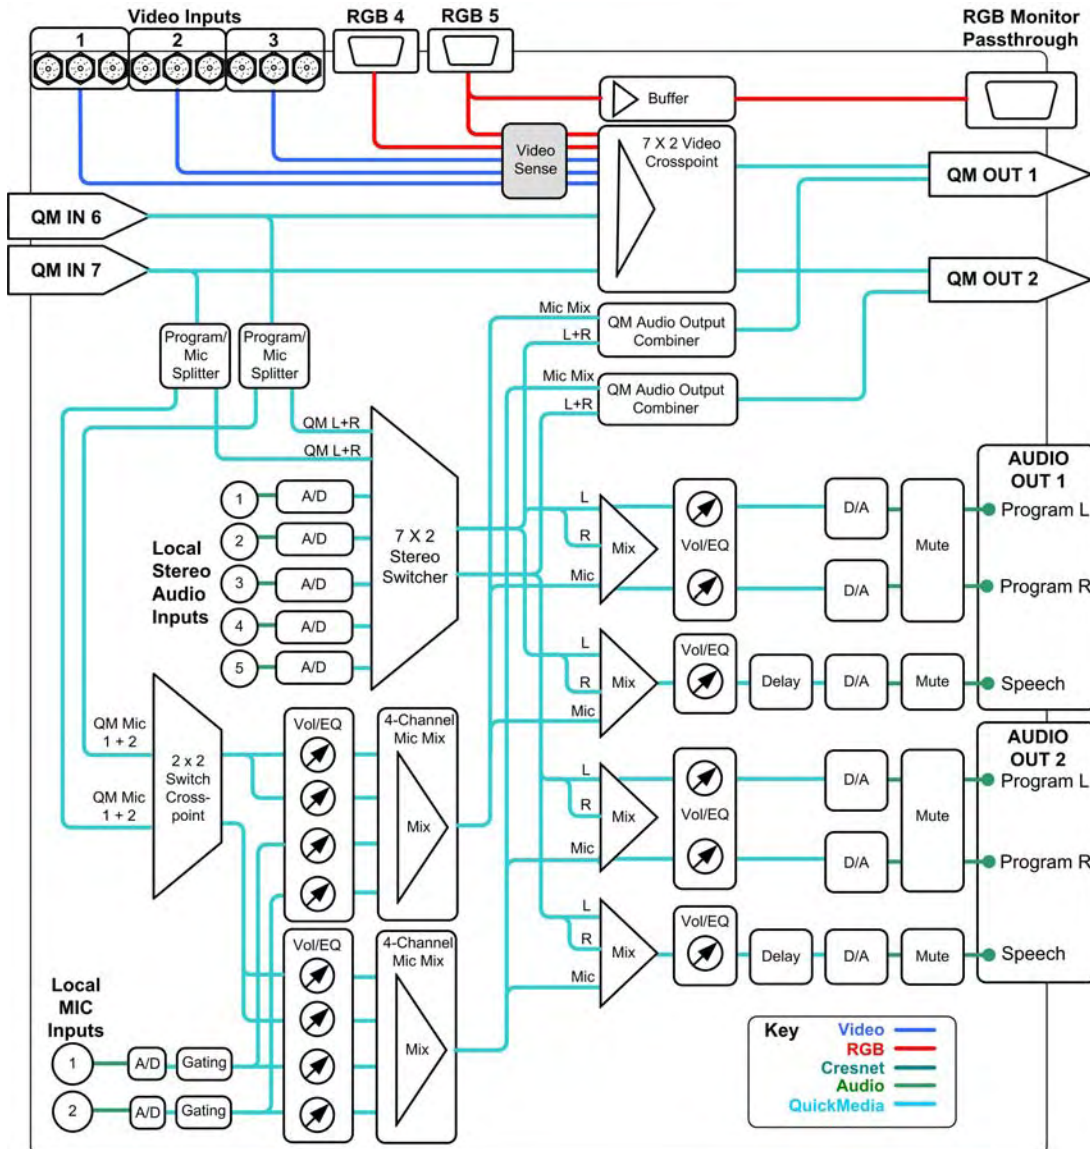 Video Inputs
RGB 4
RGB 5
RGB Monitor
Passthrough
1
2
3
Buffer
Video
Sense
7 X 2 Video
Crosspoint
QM OUT 1
QM IN 6
QM IN 7
QM OUT 2
Program/
Mic
Splitter
Program/
Mic
Splitter
Mic Mix
L+R
QM Audio Output
Combiner
Mic Mix
L+R
QM Audio Output
Combiner
QM L+R
QM L+R
Local
Stereo
Audio
Inputs
1
A/D
2
A/D
3
A/D
4
A/D
5
A/D
7 X 2
Stereo
Switcher
L
R
Mic
Mix
Vol/EQ
D/A
D/A
Mute
AUDIO
OUT 1
Program L
Program R
L
R
Mic
Mix
Vol/EQ
Delay
D/A
Mute
Speech
QM Mic
1 + 2
QM Mic
1 + 2
2 x 2
Switch
Cross-
point
Vol/EQ
4-Channel
Mic Mix
Mix
L
R
Mic
Mix
Vol/EQ
D/A
D/A
Mute
AUDIO
OUT 2
Program L
Program R
L
R
Mic
Mix
Vol/EQ
Delay
D/A
Mute
Speech
Vol/EQ
4-Channel
Mic Mix
Mix
Local
MIC
Inputs
1
A/D
Gating
2
A/D
Gating
Key
Video
RGB
Cresnet
Audio
QuickMedia